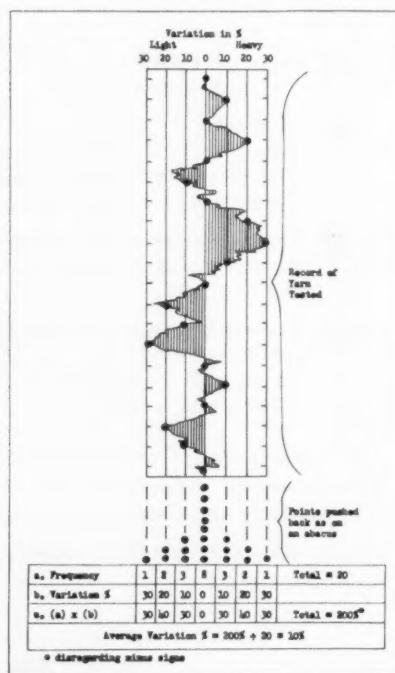 Variation in %
Light Heavy
30 20 10 0 10 20 30
Record of
Yarn
Tested
Points pushed
back as on
an abacus
a. Frequency 1 2 3 8 3 2 1 Total = 20
b. Variation % 30 20 10 0 10 20 30
c. (a) x (b) 30 40 30 0 30 40 30 Total = 200%*
Average Variation % = 200% ÷ 20 = 10%
* disregarding minus signs